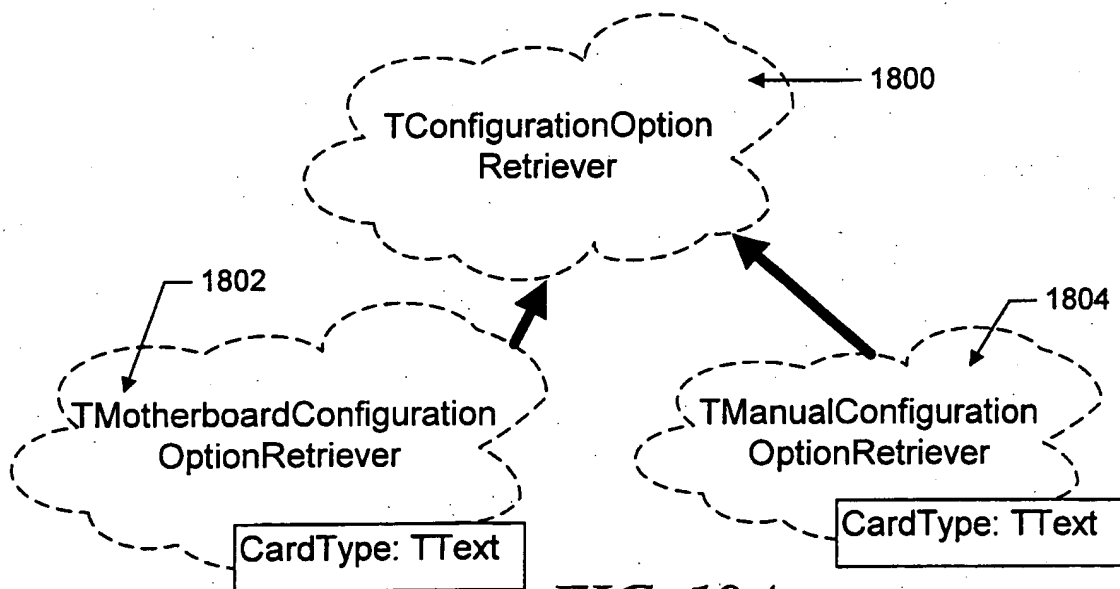 1800
TConfigurationOption
Retriever
1802
1804
TMotherboardConfiguration
OptionRetriever
TManualConfiguration
OptionRetriever
CardType: TText
CardType: TText